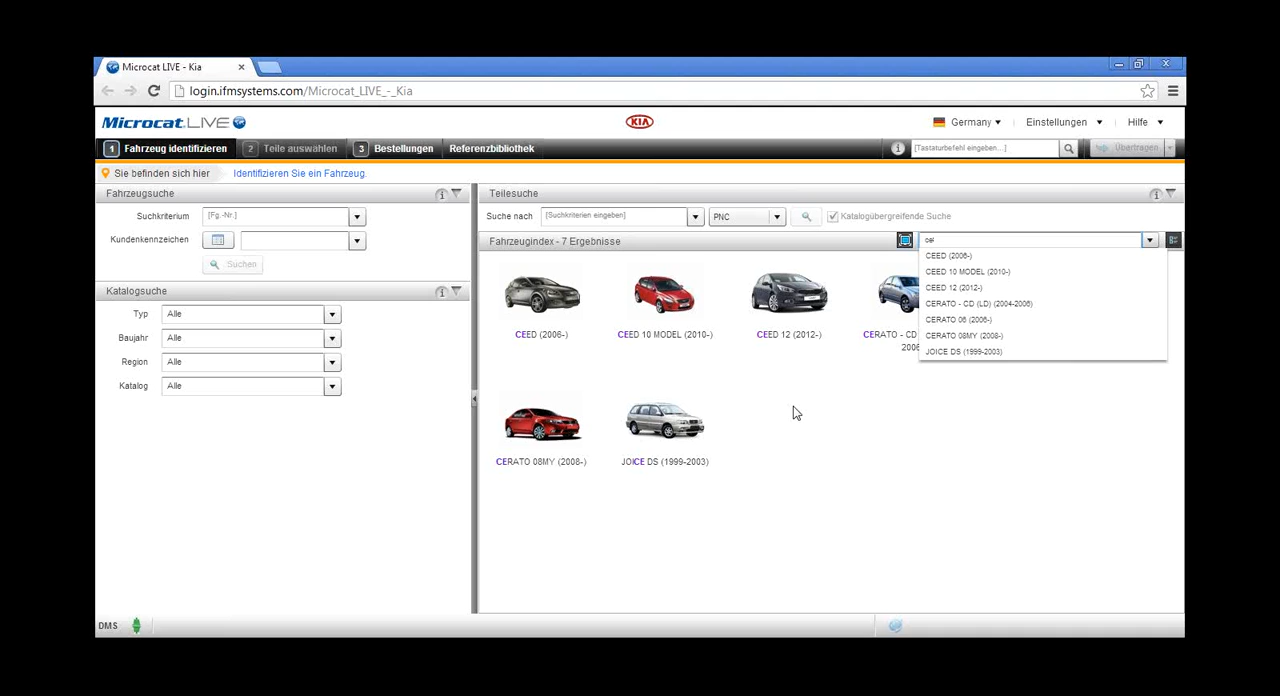 Microcat LIVE - Kia
login.ifmsystems.com/Microcat_LIVE_-_Kia
Microcat.LIVE
KIA
Germany
Einstellungen
Hilfe
1 Fahrzeug identifizieren
2 Teile auswählen
3 Bestellungen
Referenzbibliothek
[Tastaturbefehl eingeben...]
Übertragen
Sie befinden sich hier
Identifizieren Sie ein Fahrzeug.
Fahrzeugsuche
Suchkriterium
[Fg.-Nr.]
Kundenkennzeichen
Suchen
Katalogsuche
Typ
Alle
Baujahr
Alle
Region
Alle
Katalog
Alle
Teilesuche
Suche nach
[Suchkriterien eingeben]
PNC
Katalogübergreifende Suche
Fahrzeugindex - 7 Ergebnisse
ce
CEED (2006-)
CEED 10 MODEL (2010-)
CEED 12 (2012-)
CERATO - CD (LD) (2004-2006)
CERATO 06 (2006-)
CERATO 08MY (2008-)
JOICE DS (1999-2003)
CEED (2006-)
CEED 10 MODEL (2010-)
CEED 12 (2012-)
CERATO - CD
2006
CERATO 08MY (2008-)
JOICE DS (1999-2003)
DMS